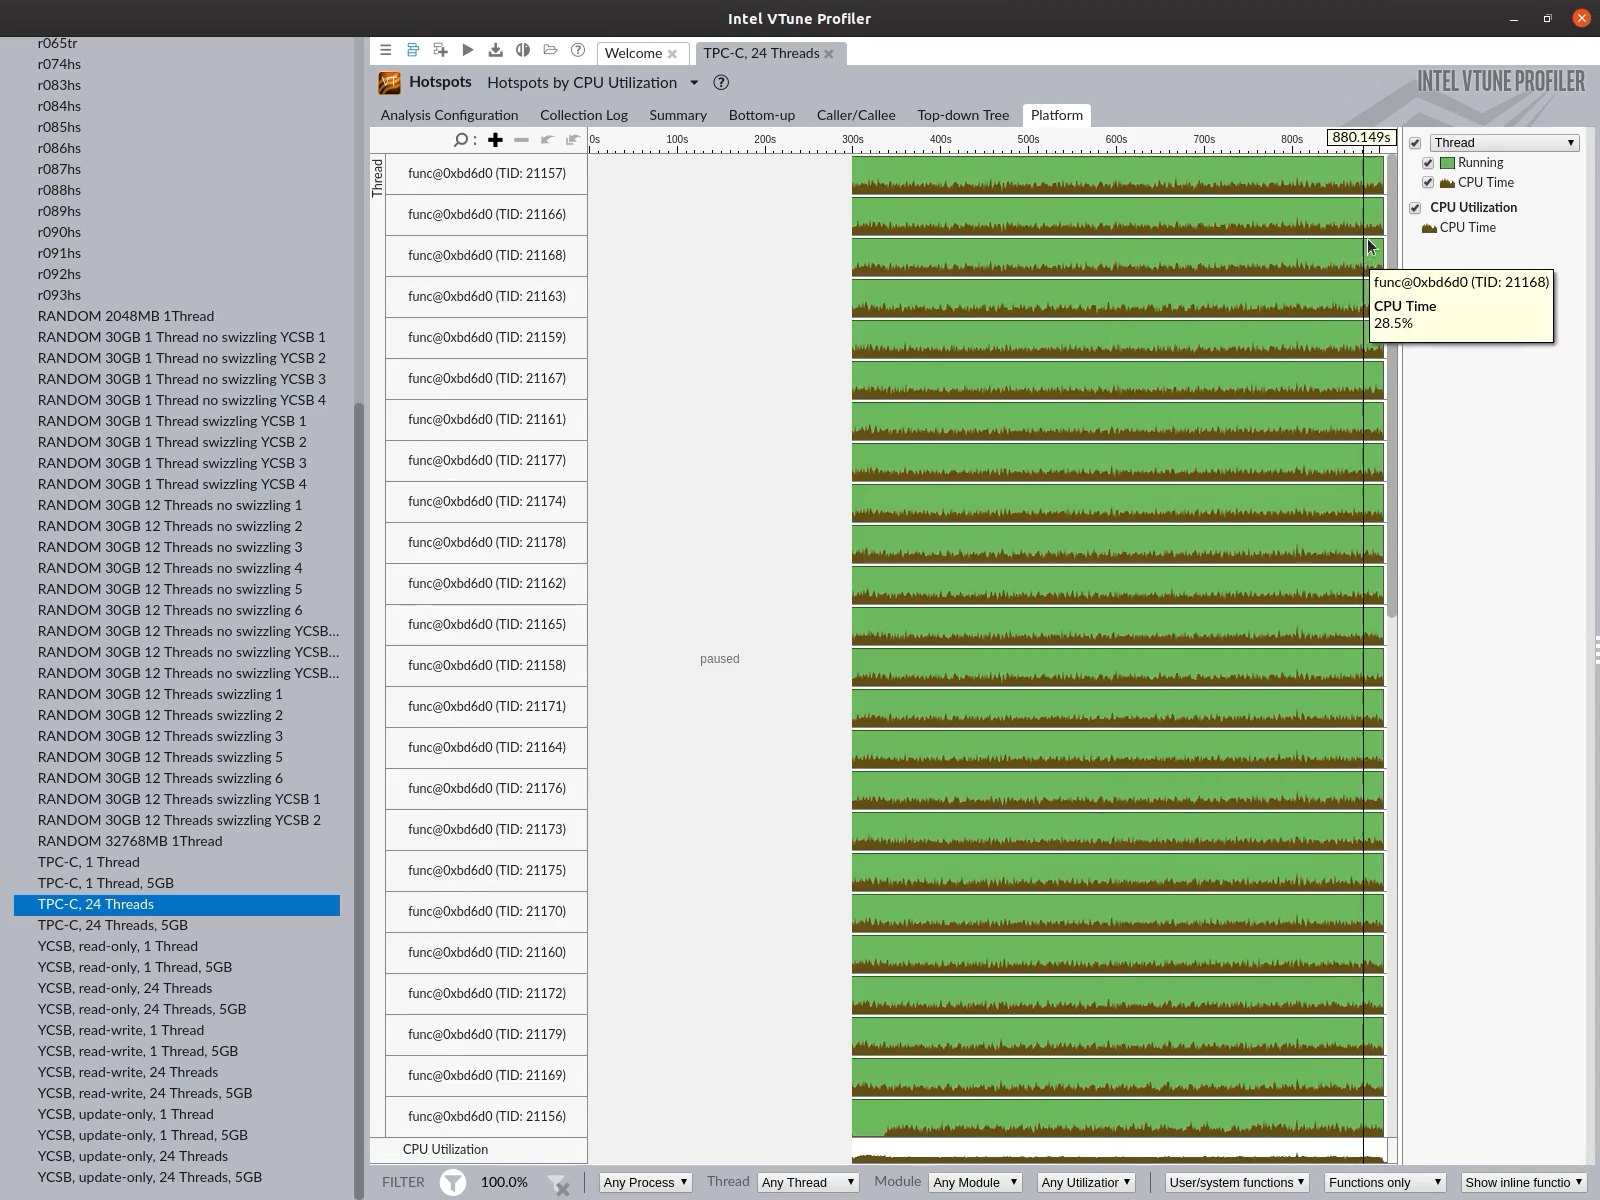 Intel VTune Profiler
r065tr
r074hs
r083hs
r084hs
r085hs
r086hs
r087hs
r088hs
r089hs
r090hs
r091hs
r092hs
r093hs
RANDOM 2048MB 1Thread
RANDOM 30GB 1 Thread no swizzling YCSB 1
RANDOM 30GB 1 Thread no swizzling YCSB 2
RANDOM 30GB 1 Thread no swizzling YCSB 3
RANDOM 30GB 1 Thread no swizzling YCSB 4
RANDOM 30GB 1 Thread swizzling YCSB 1
RANDOM 30GB 1 Thread swizzling YCSB 2
RANDOM 30GB 1 Thread swizzling YCSB 3
RANDOM 30GB 1 Thread swizzling YCSB 4
RANDOM 30GB 12 Threads no swizzling 1
RANDOM 30GB 12 Threads no swizzling 2
RANDOM 30GB 12 Threads no swizzling 3
RANDOM 30GB 12 Threads no swizzling 4
RANDOM 30GB 12 Threads no swizzling 5
RANDOM 30GB 12 Threads no swizzling 6
RANDOM 30GB 12 Threads no swizzling YCSB...
RANDOM 30GB 12 Threads no swizzling YCSB...
RANDOM 30GB 12 Threads no swizzling YCSB...
RANDOM 30GB 12 Threads swizzling 1
RANDOM 30GB 12 Threads swizzling 2
RANDOM 30GB 12 Threads swizzling 3
RANDOM 30GB 12 Threads swizzling 5
RANDOM 30GB 12 Threads swizzling 6
RANDOM 30GB 12 Threads swizzling YCSB 1
RANDOM 30GB 12 Threads swizzling YCSB 2
RANDOM 32768MB 1Thread
TPC-C, 1 Thread
TPC-C, 1 Thread, 5GB
TPC-C, 24 Threads
TPC-C, 24 Threads, 5GB
YCSB, read-only, 1 Thread
YCSB, read-only, 1 Thread, 5GB
YCSB, read-only, 24 Threads
YCSB, read-only, 24 Threads, 5GB
YCSB, read-write, 1 Thread
YCSB, read-write, 1 Thread, 5GB
YCSB, read-write, 24 Threads
YCSB, read-write, 24 Threads, 5GB
YCSB, update-only, 1 Thread
YCSB, update-only, 1 Thread, 5GB
YCSB, update-only, 24 Threads
YCSB, update-only, 24 Threads, 5GB
Welcome TPC-C, 24 Threads
Hotspots Hotspots by CPU Utilization
INTEL VTUNE PROFILER
Analysis Configuration Collection Log Summary Bottom-up Caller/Callee Top-down Tree Platform
0s 100s 200s 300s 400s 500s 600s 700s 800s 880.149s
Thread
func@0xbd6d0 (TID: 21157)
func@0xbd6d0 (TID: 21166)
func@0xbd6d0 (TID: 21168)
func@0xbd6d0 (TID: 21163)
func@0xbd6d0 (TID: 21159)
func@0xbd6d0 (TID: 21167)
func@0xbd6d0 (TID: 21161)
func@0xbd6d0 (TID: 21177)
func@0xbd6d0 (TID: 21174)
func@0xbd6d0 (TID: 21178)
func@0xbd6d0 (TID: 21162)
func@0xbd6d0 (TID: 21165)
func@0xbd6d0 (TID: 21158)
func@0xbd6d0 (TID: 21171)
func@0xbd6d0 (TID: 21164)
func@0xbd6d0 (TID: 21176)
func@0xbd6d0 (TID: 21173)
func@0xbd6d0 (TID: 21175)
func@0xbd6d0 (TID: 21170)
func@0xbd6d0 (TID: 21160)
func@0xbd6d0 (TID: 21172)
func@0xbd6d0 (TID: 21179)
func@0xbd6d0 (TID: 21169)
func@0xbd6d0 (TID: 21156)
CPU Utilization
paused
Thread
Running
CPU Time
CPU Utilization
CPU Time
func@0xbd6d0 (TID: 21168)
CPU Time
28.5%
FILTER 100.0% Any Process Thread Any Thread Module Any Module Any Utilizatior User/system functions Functions only Show inline functio